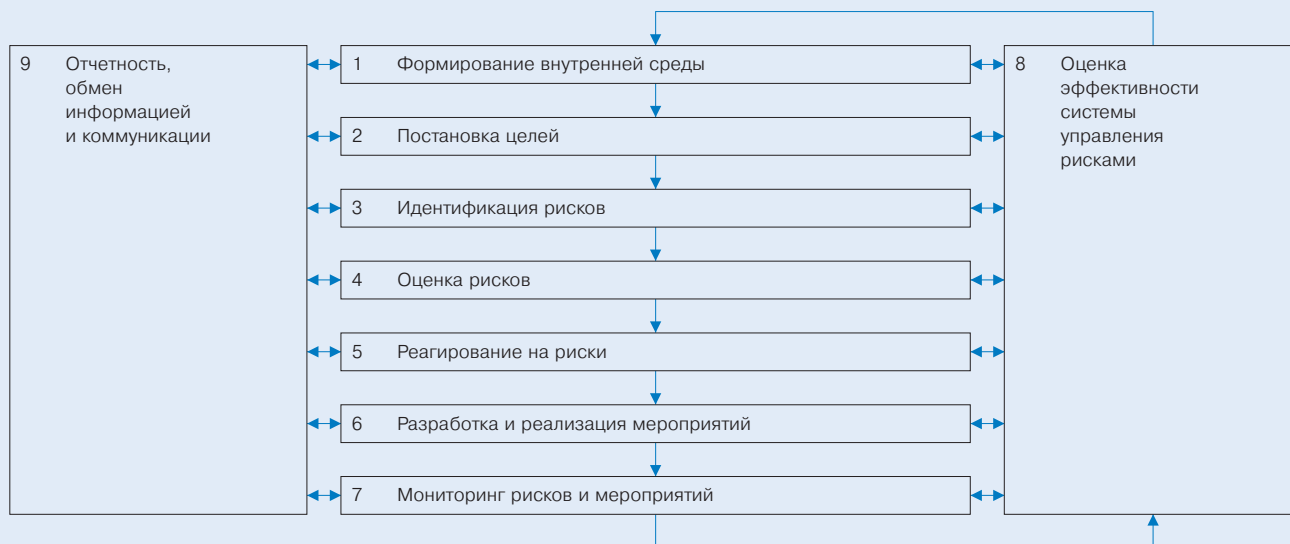 9 Отчетность,
обмен
информацией
и коммуникации
1 Формирование внутренней среды
2 Постановка целей
3 Идентификация рисков
4 Оценка рисков
5 Реагирование на риски
6 Разработка и реализация мероприятий
7 Мониторинг рисков и мероприятий
8 Оценка
эффективности
системы
управления
рисками